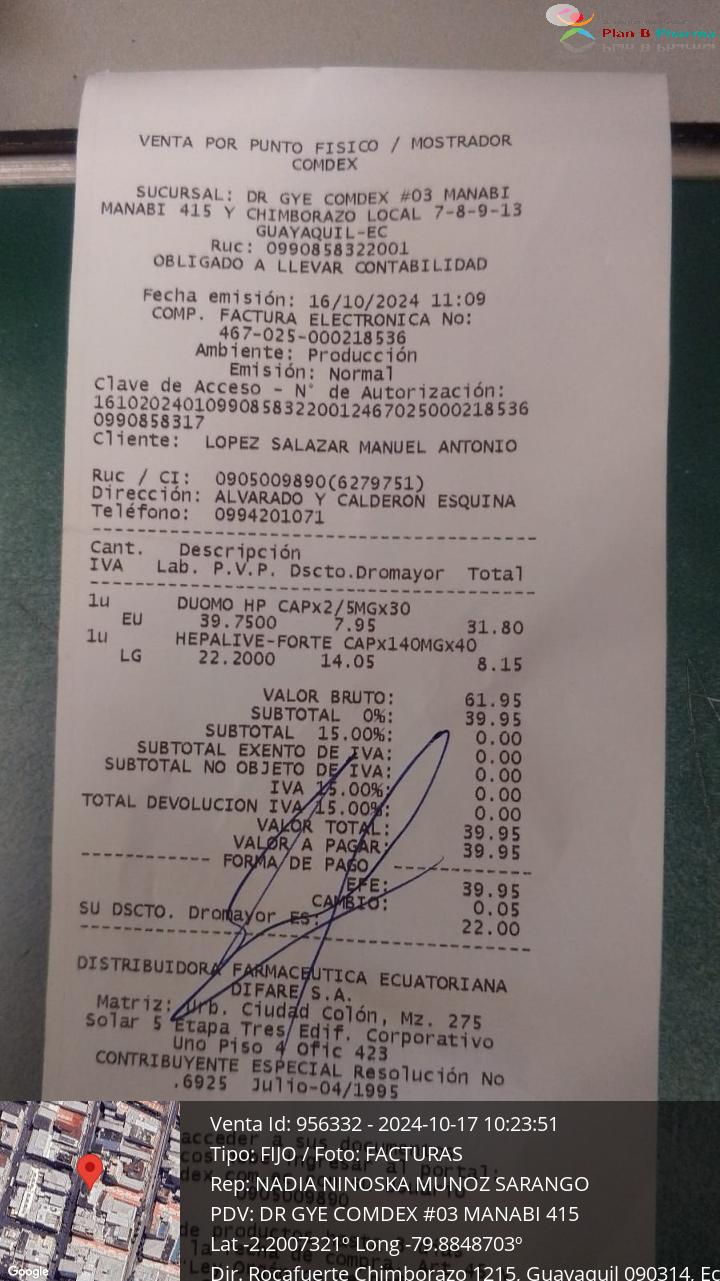 Plan B Pharma
VENTA POR PUNTO FISICO / MOSTRADOR
COMDEX
SUCURSAL: DR GYE COMDEX #03 MANABI
MANABI 415 Y CHIMBORAZO LOCAL 7-8-9-13
GUAYAQUIL-EC
Ruc: 0990858322001
OBLIGADO A LLEVAR CONTABILIDAD
Fecha emisión: 16/10/2024 11:09
COMP. FACTURA ELECTRONICA No:
467-025-000218536
Ambiente: Producción
Emisión: Normal
Clave de Acceso - N° de Autorización:
161020240109908583220012467025000218536
0990858317
Cliente: LOPEZ SALAZAR MANUEL ANTONIO
Ruc / CI: 0905009890(6279751)
Dirección: ALVARADO Y CALDERON ESQUINA
Teléfono: 0994201071
Cant. Descripción
IVA Lab. P.V.P. Dscto.Dromayor Total
1u DUOMO HP CAPx2/5MGx30
EU 39.7500 7.95 31.80
1u HEPALIVE-FORTE CAPx140MGx40
LG 22.2000 14.05 8.15
VALOR BRUTO: 61.95
SUBTOTAL 0%: 39.95
SUBTOTAL 15.00%: 0.00
SUBTOTAL EXENTO DE IVA: 0.00
SUBTOTAL NO OBJETO DE IVA: 0.00
IVA 15.00%: 0.00
TOTAL DEVOLUCION IVA 15.00%: 0.00
VALOR TOTAL: 39.95
VALOR A PAGAR: 39.95
---------- FORMA DE PAGO ----------
EFE: 39.95
CAMBIO: 0.05
SU DSCTO. Dromayor ES: 22.00
DISTRIBUIDORA FARMACEUTICA ECUATORIANA
DIFARE S.A.
Matriz: Urb. Ciudad Colón, Mz. 275
Solar 5 Etapa Tres Edif. Corporativo
Uno Piso 4 Ofic 423
CONTRIBUYENTE ESPECIAL Resolución No
.6925 Julio-04/1995
acceder a sus
ingresar al portal:
0905009890
Venta Id: 956332 - 2024-10-17 10:23:51
Tipo: FIJO / Foto: FACTURAS
Rep: NADIA NINOSKA MUNOZ SARANGO
PDV: DR GYE COMDEX #03 MANABI 415
Lat -2.2007321º Long -79.8848703º
Dir. Rocafuerte Chimborazo 1215, Guayaquil 090314, Ec
Google